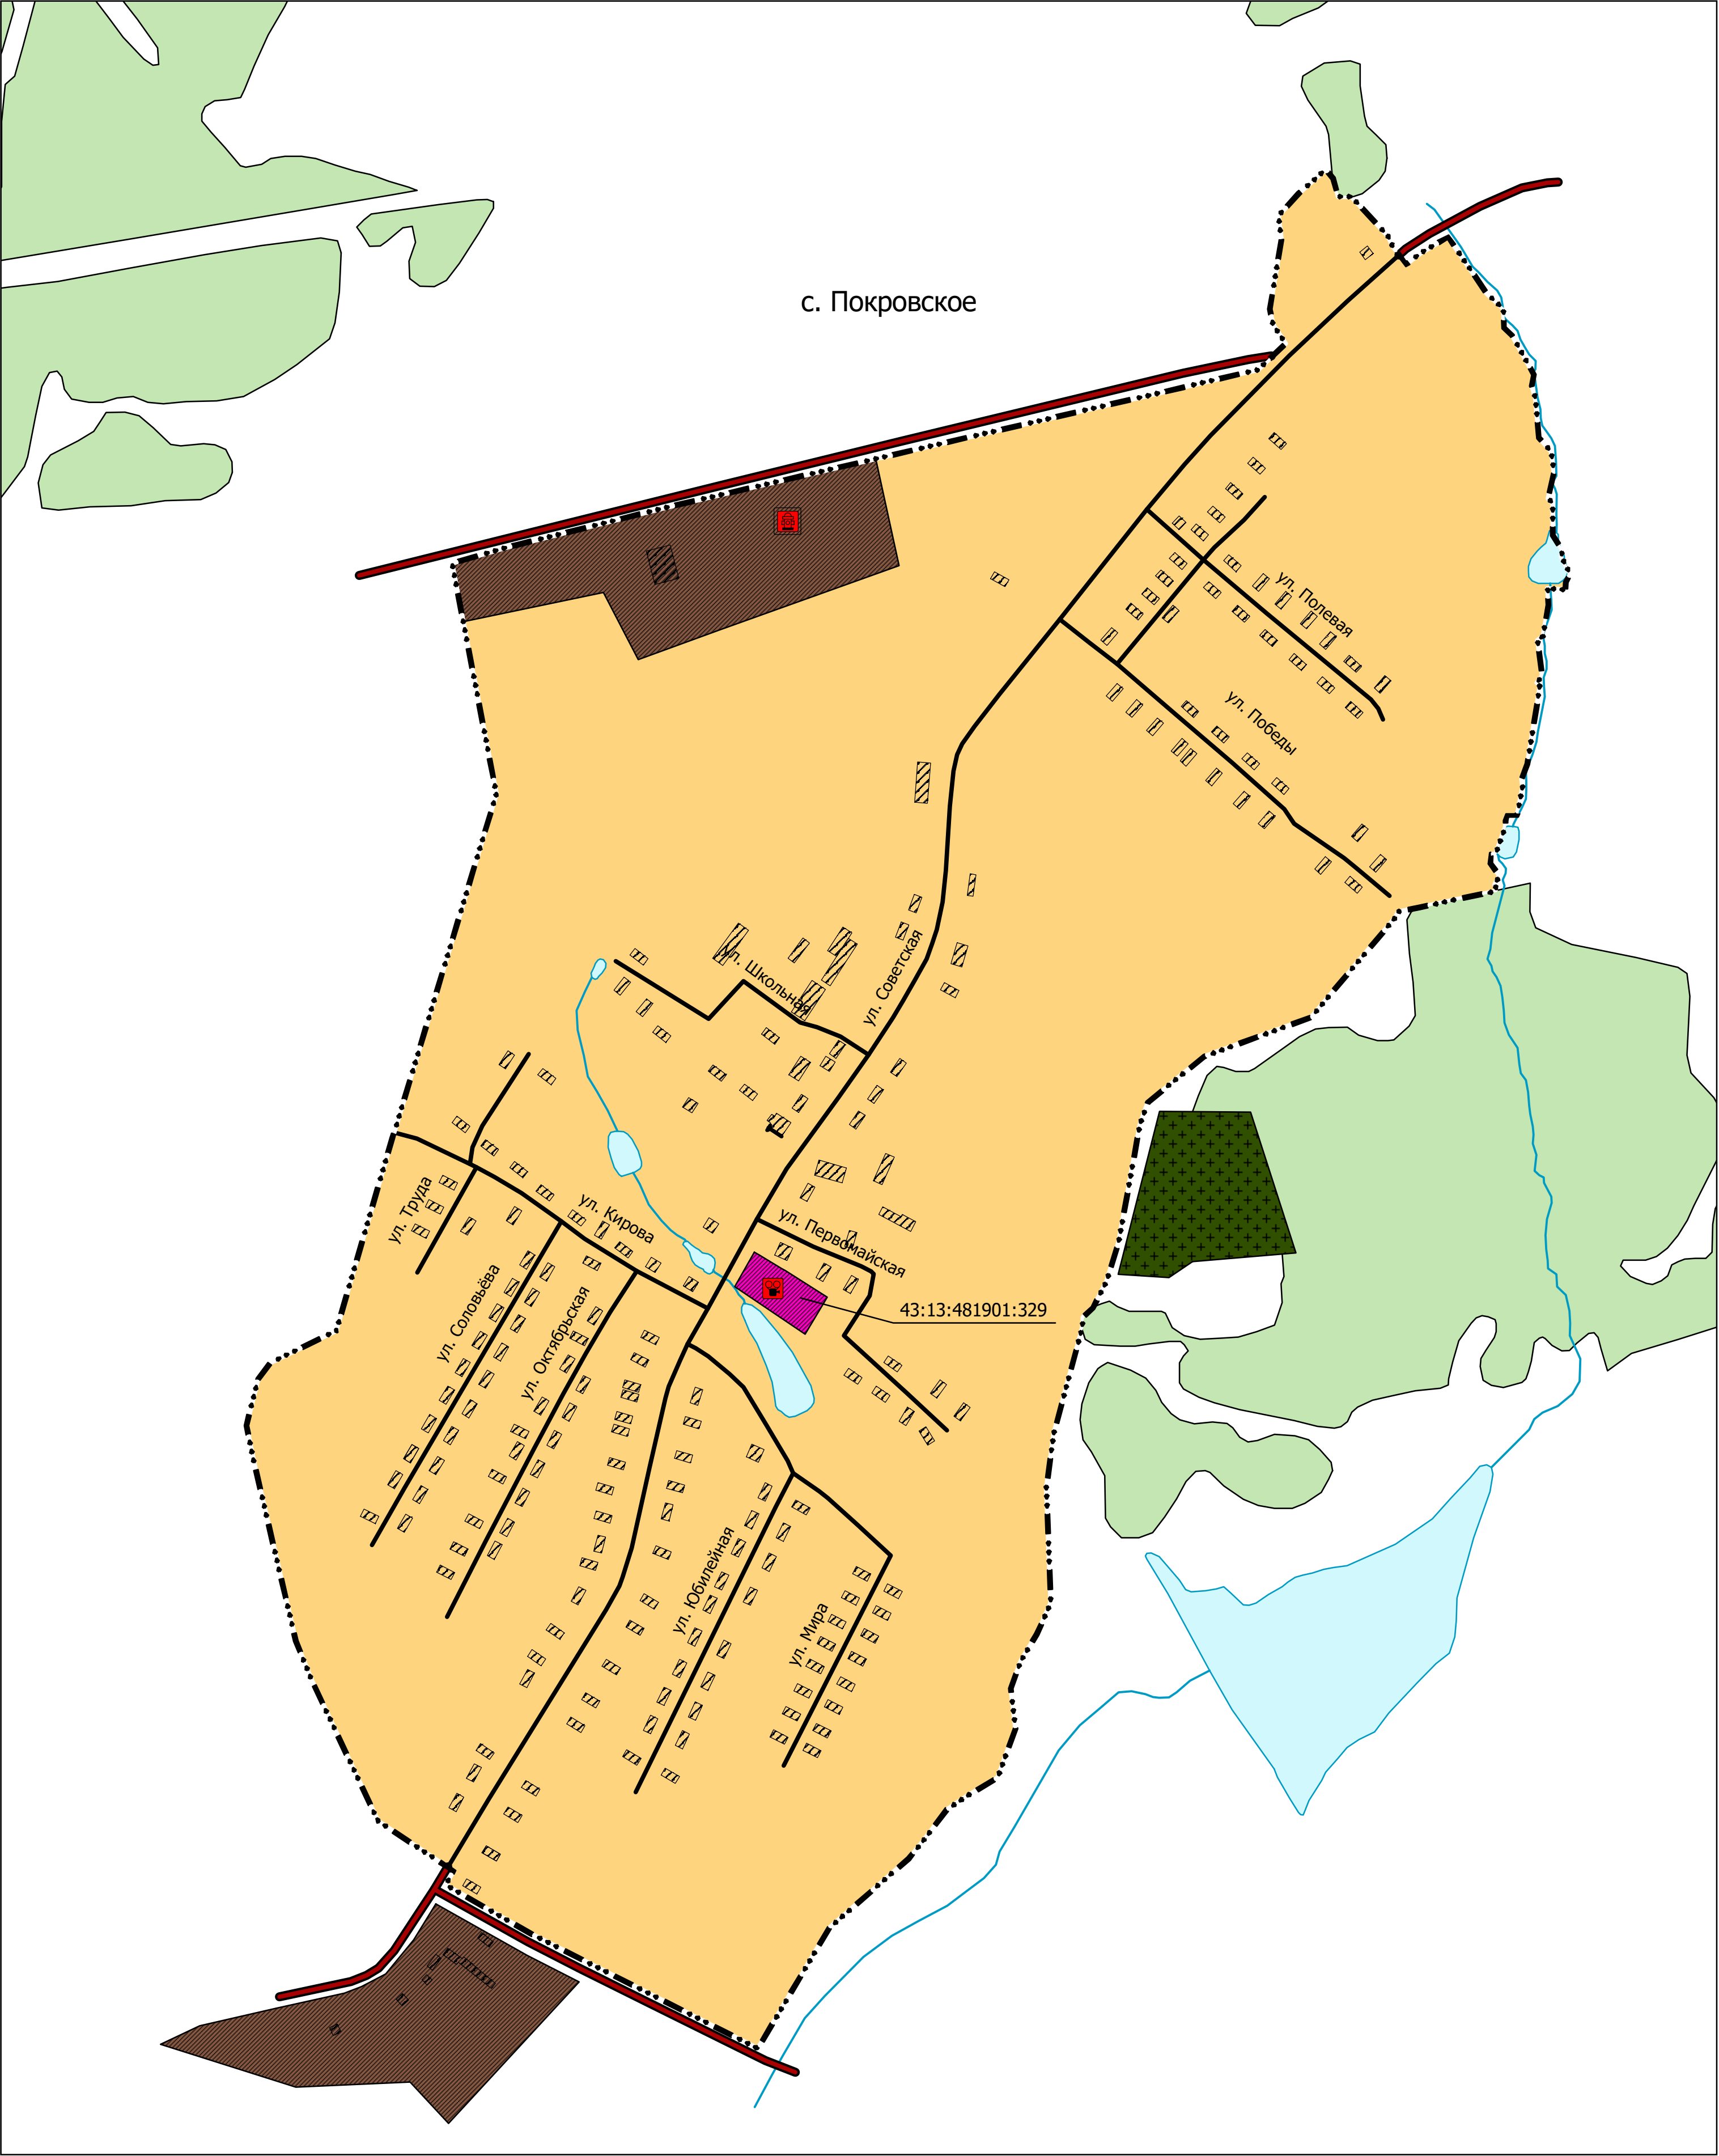 с. Покровское
ул. Полевая
ул. Победы
ул. Советская
ул. Школьная
ул. Труда
ул. Кирова
ул. Первомайская
ул. Соловьёва
ул. Октябрьская
43:13:481901:329
ул. Юбилейная
ул. Мира